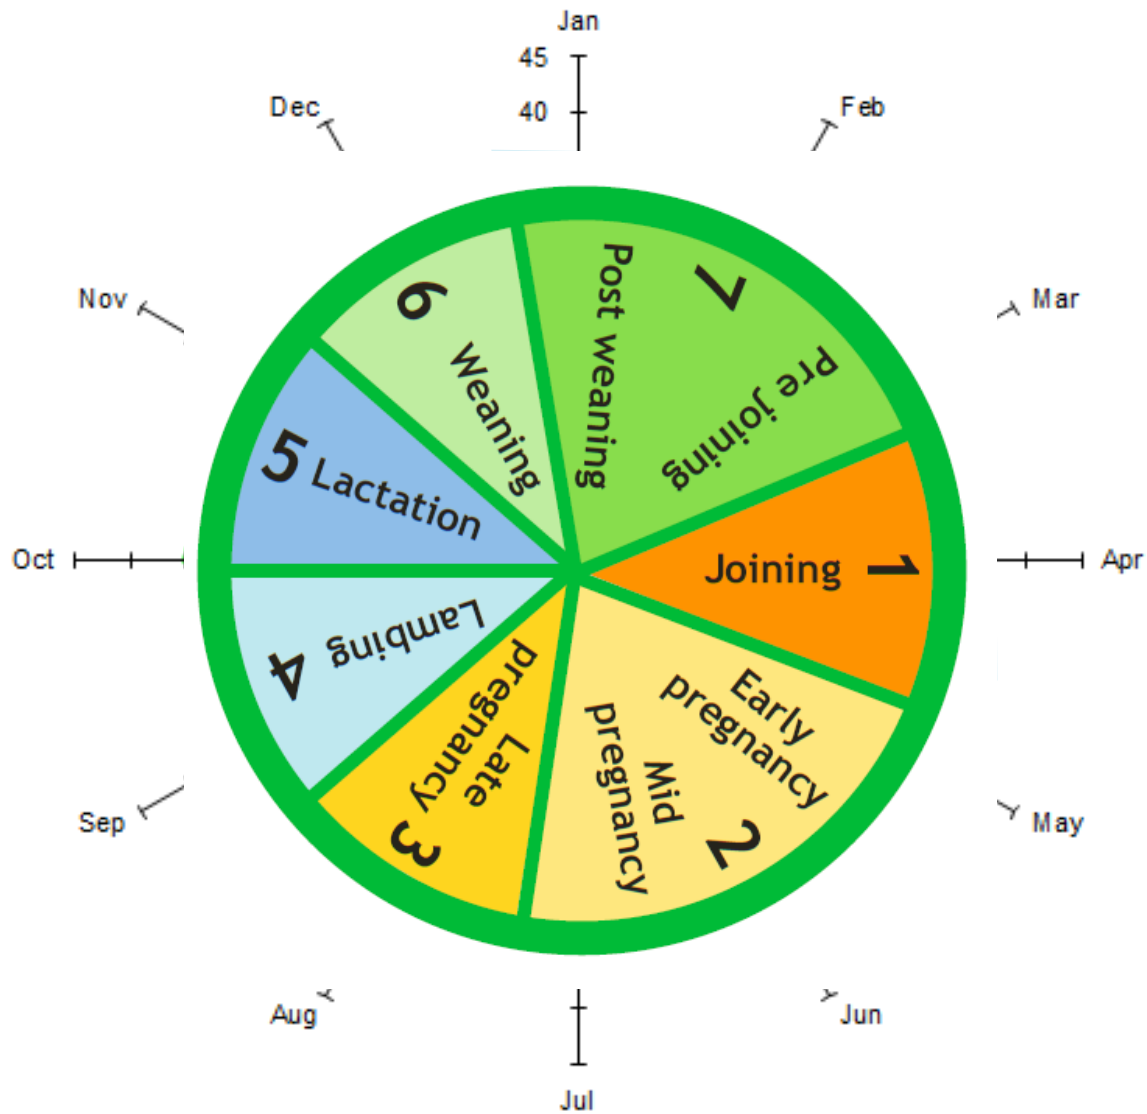 Jan
45
40
Dec
Feb
Nov
Mar
Oct
Apr
Sep
May
Aug
Jun
Jul
1
Joining
2
Early
pregnancy
Mid
pregnancy
3
Late
pregnancy
4
Lambing
5
Lactation
6
Weaning
7
Post weaning
Pre joining